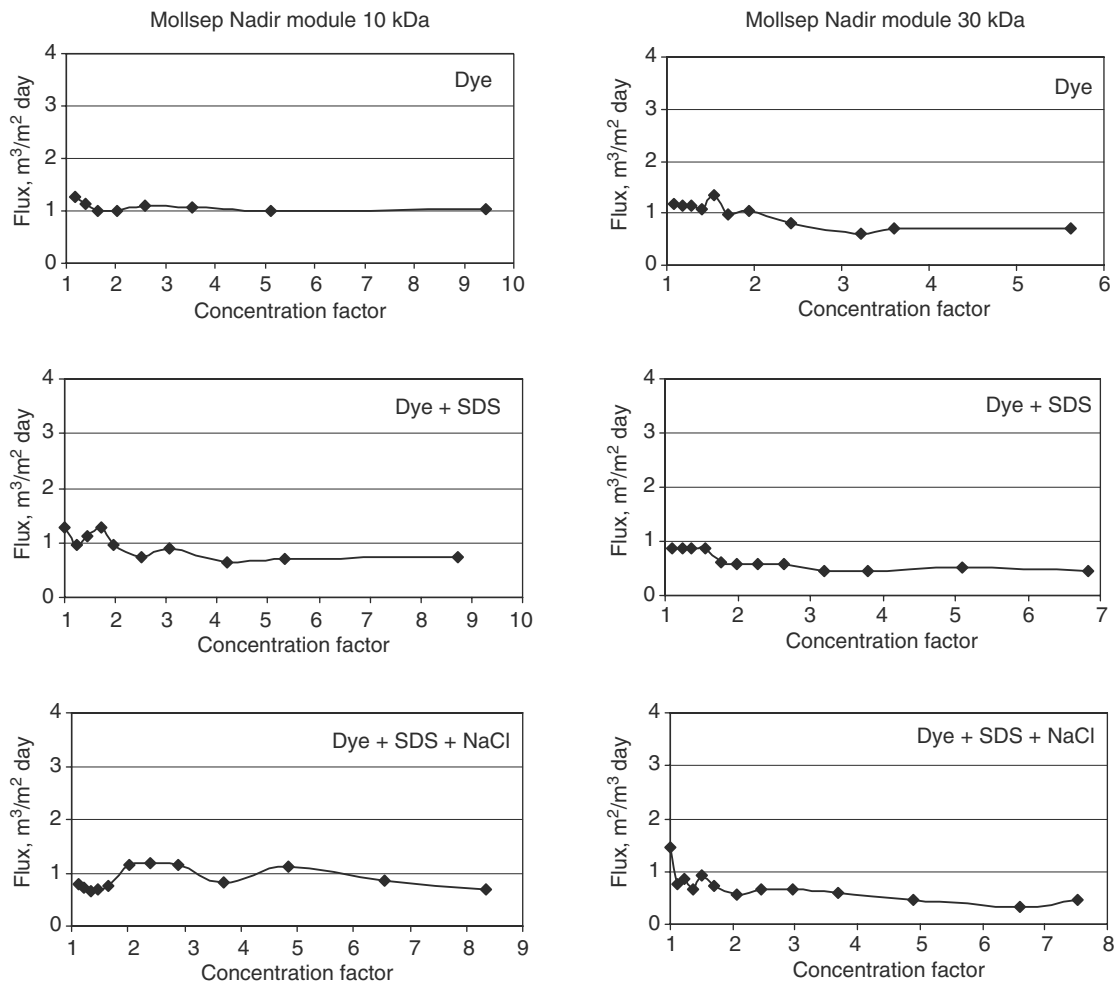 Mollsep Nadir module 10 kDa
Dye
Flux, m³/m² day
4
3
2
1
0
1 2 3 4 5 6 7 8 9 10
Concentration factor
Mollsep Nadir module 30 kDa
Dye
Flux, m³/m² day
4
3
2
1
0
1 2 3 4 5 6
Concentration factor
Dye + SDS
Flux, m³/m² day
4
3
2
1
0
1 2 3 4 5 6 7 8 9 10
Concentration factor
Dye + SDS
Flux, m³/m² day
4
3
2
1
0
1 2 3 4 5 6 7
Concentration factor
Dye + SDS + NaCl
Flux, m³/m² day
4
3
2
1
0
1 2 3 4 5 6 7 8 9
Concentration factor
Dye + SDS + NaCl
Flux, m²/m³ day
4
3
2
1
0
1 2 3 4 5 6 7 8
Concentration factor